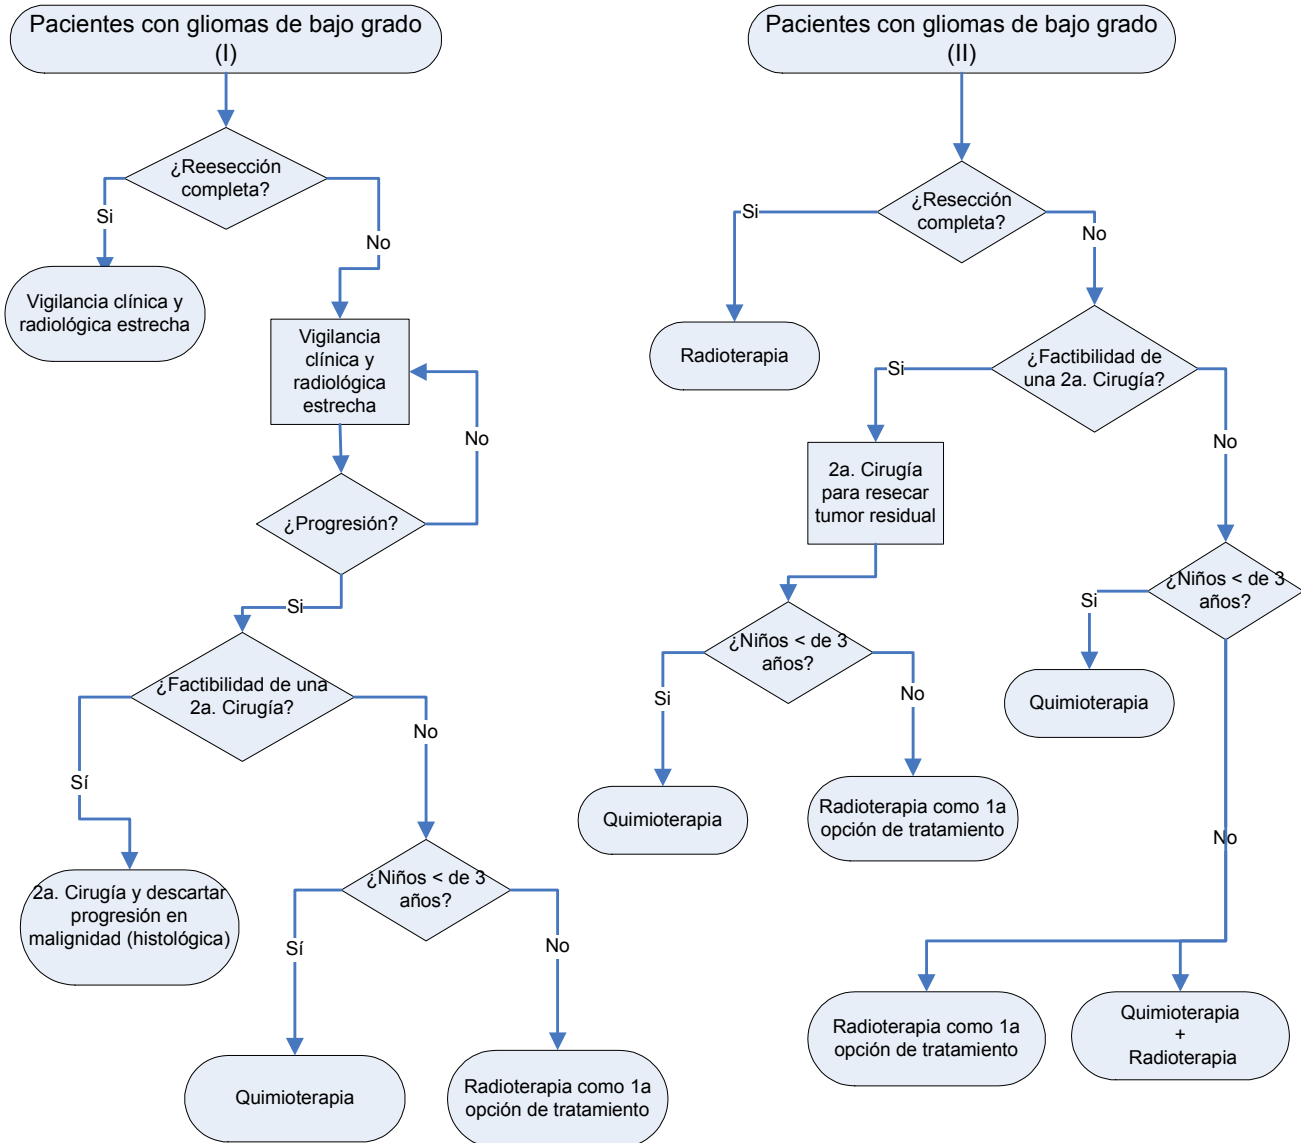 Pacientes con gliomas de bajo grado
(I)
¿Reesección
completa?
Si
No
Vigilancia clínica y
radiológica estrecha
Vigilancia
clínica y
radiológica
estrecha
No
¿Progresión?
Si
¿Factibilidad de una
2a. Cirugía?
Sí
No
2a. Cirugía y descartar
progresión en
malignidad (histológica)
¿Niños < de 3
años?
Sí
No
Quimioterapia
Radioterapia como 1a
opción de tratamiento
Pacientes con gliomas de bajo grado
(II)
¿Resección
completa?
Si
No
Radioterapia
¿Factibilidad de
una 2a. Cirugía?
Si
No
2a. Cirugía
para resecar
tumor residual
¿Niños < de 3
años?
Si
No
Quimioterapia
Radioterapia como 1a
opción de tratamiento
¿Niños < de 3
años?
Si
Quimioterapia
No
Radioterapia como 1a
opción de tratamiento
Quimioterapia
+
Radioterapia